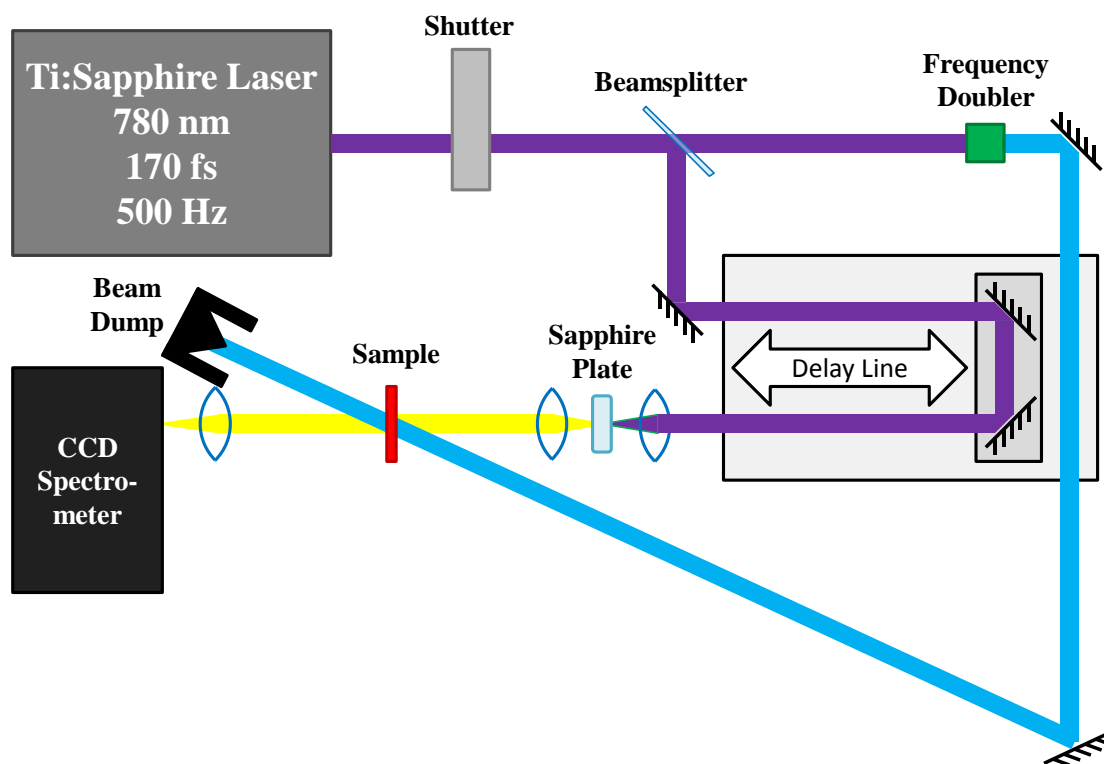 Ti:Sapphire Laser
780 nm
170 fs
500 Hz
Shutter
Beamsplitter
Frequency
Doubler
Beam
Dump
Sample
Sapphire
Plate
Delay Line
CCD
Spectro-
meter